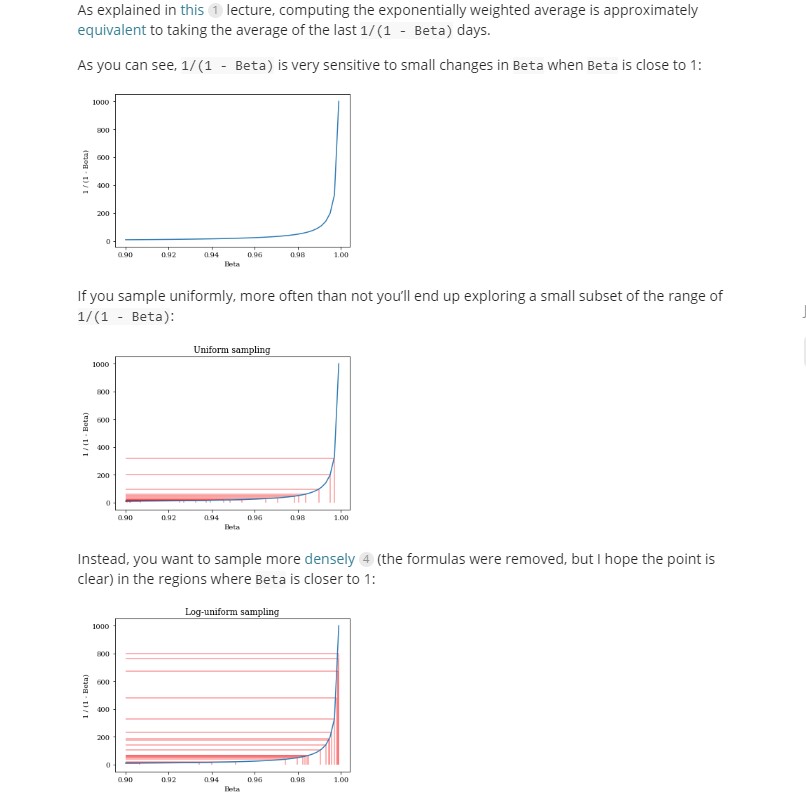 As explained in this 1 lecture, computing the exponentially weighted average is approximately
equivalent to taking the average of the last 1/(1 - Beta) days.
As you can see, 1/(1 - Beta) is very sensitive to small changes in Beta when Beta is close to 1:
1000
800
600
400
200
0
1 / (1 - Beta)
0.90 0.92 0.94 0.96 0.98 1.00
Beta
If you sample uniformly, more often than not you'll end up exploring a small subset of the range of
1/(1 - Beta):
Uniform sampling
1000
800
600
400
200
0
1 / (1 - Beta)
0.90 0.92 0.94 0.96 0.98 1.00
Beta
Instead, you want to sample more densely 4 (the formulas were removed, but I hope the point is
clear) in the regions where Beta is closer to 1:
Log-uniform sampling
1000
800
600
400
200
0
1 / (1 - Beta)
0.90 0.92 0.94 0.96 0.98 1.00
Beta